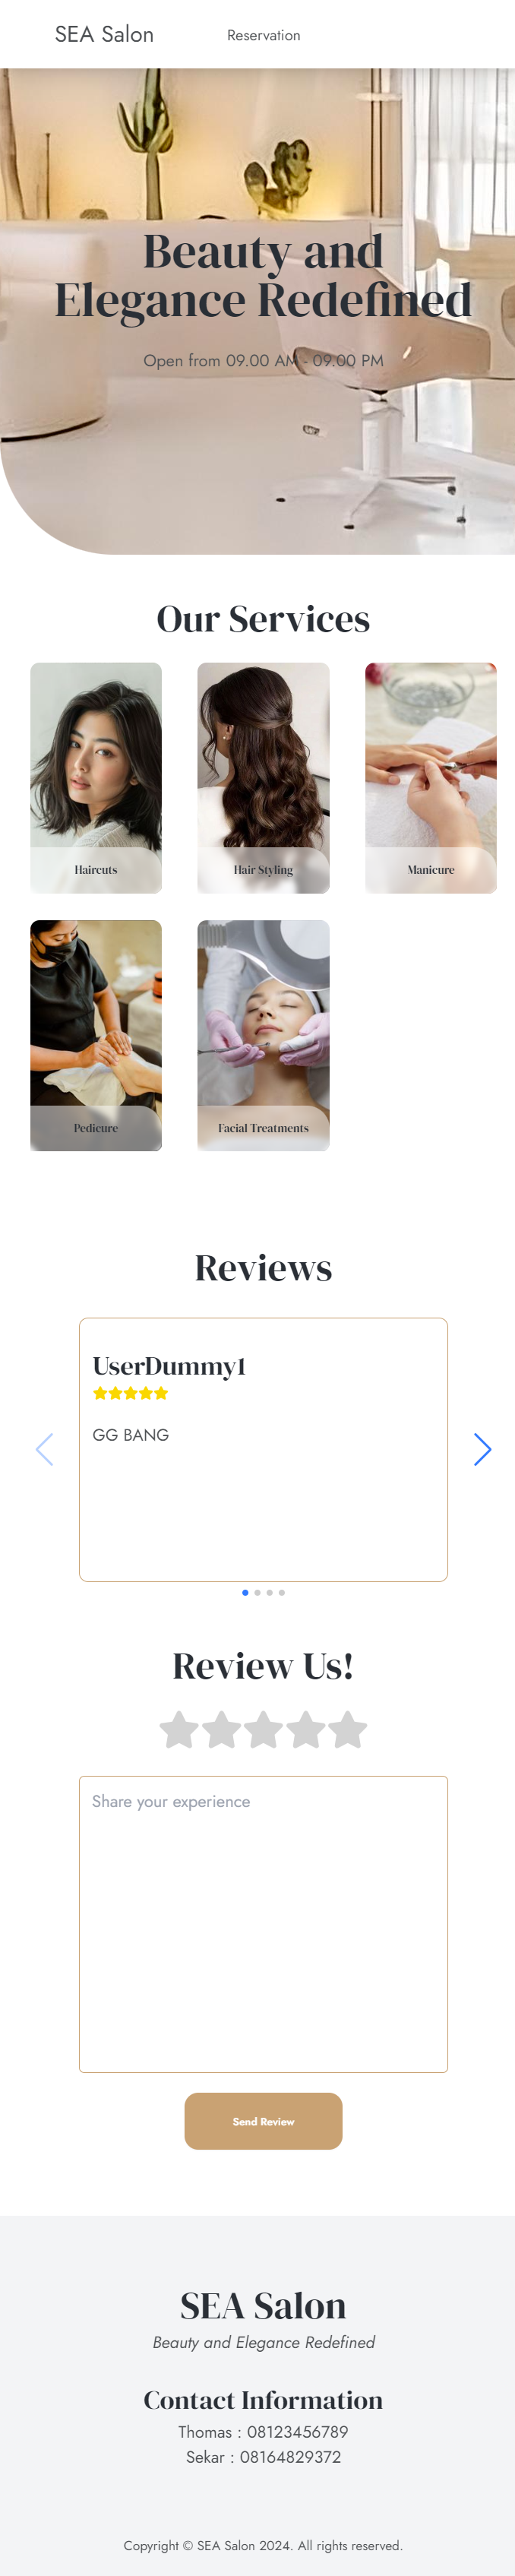 SEA Salon
Reservation
Beauty and
Elegance Redefined
Open from 09.00 AM - 09.00 PM
Our Services
Haircuts
Hair Styling
Manicure
Pedicure
Facial Treatments
Reviews
UserDummy1
GG BANG
Review Us!
Share your experience
Send Review
SEA Salon
Beauty and Elegance Redefined
Contact Information
Thomas : 08123456789
Sekar : 08164829372
Copyright © SEA Salon 2024. All rights reserved.